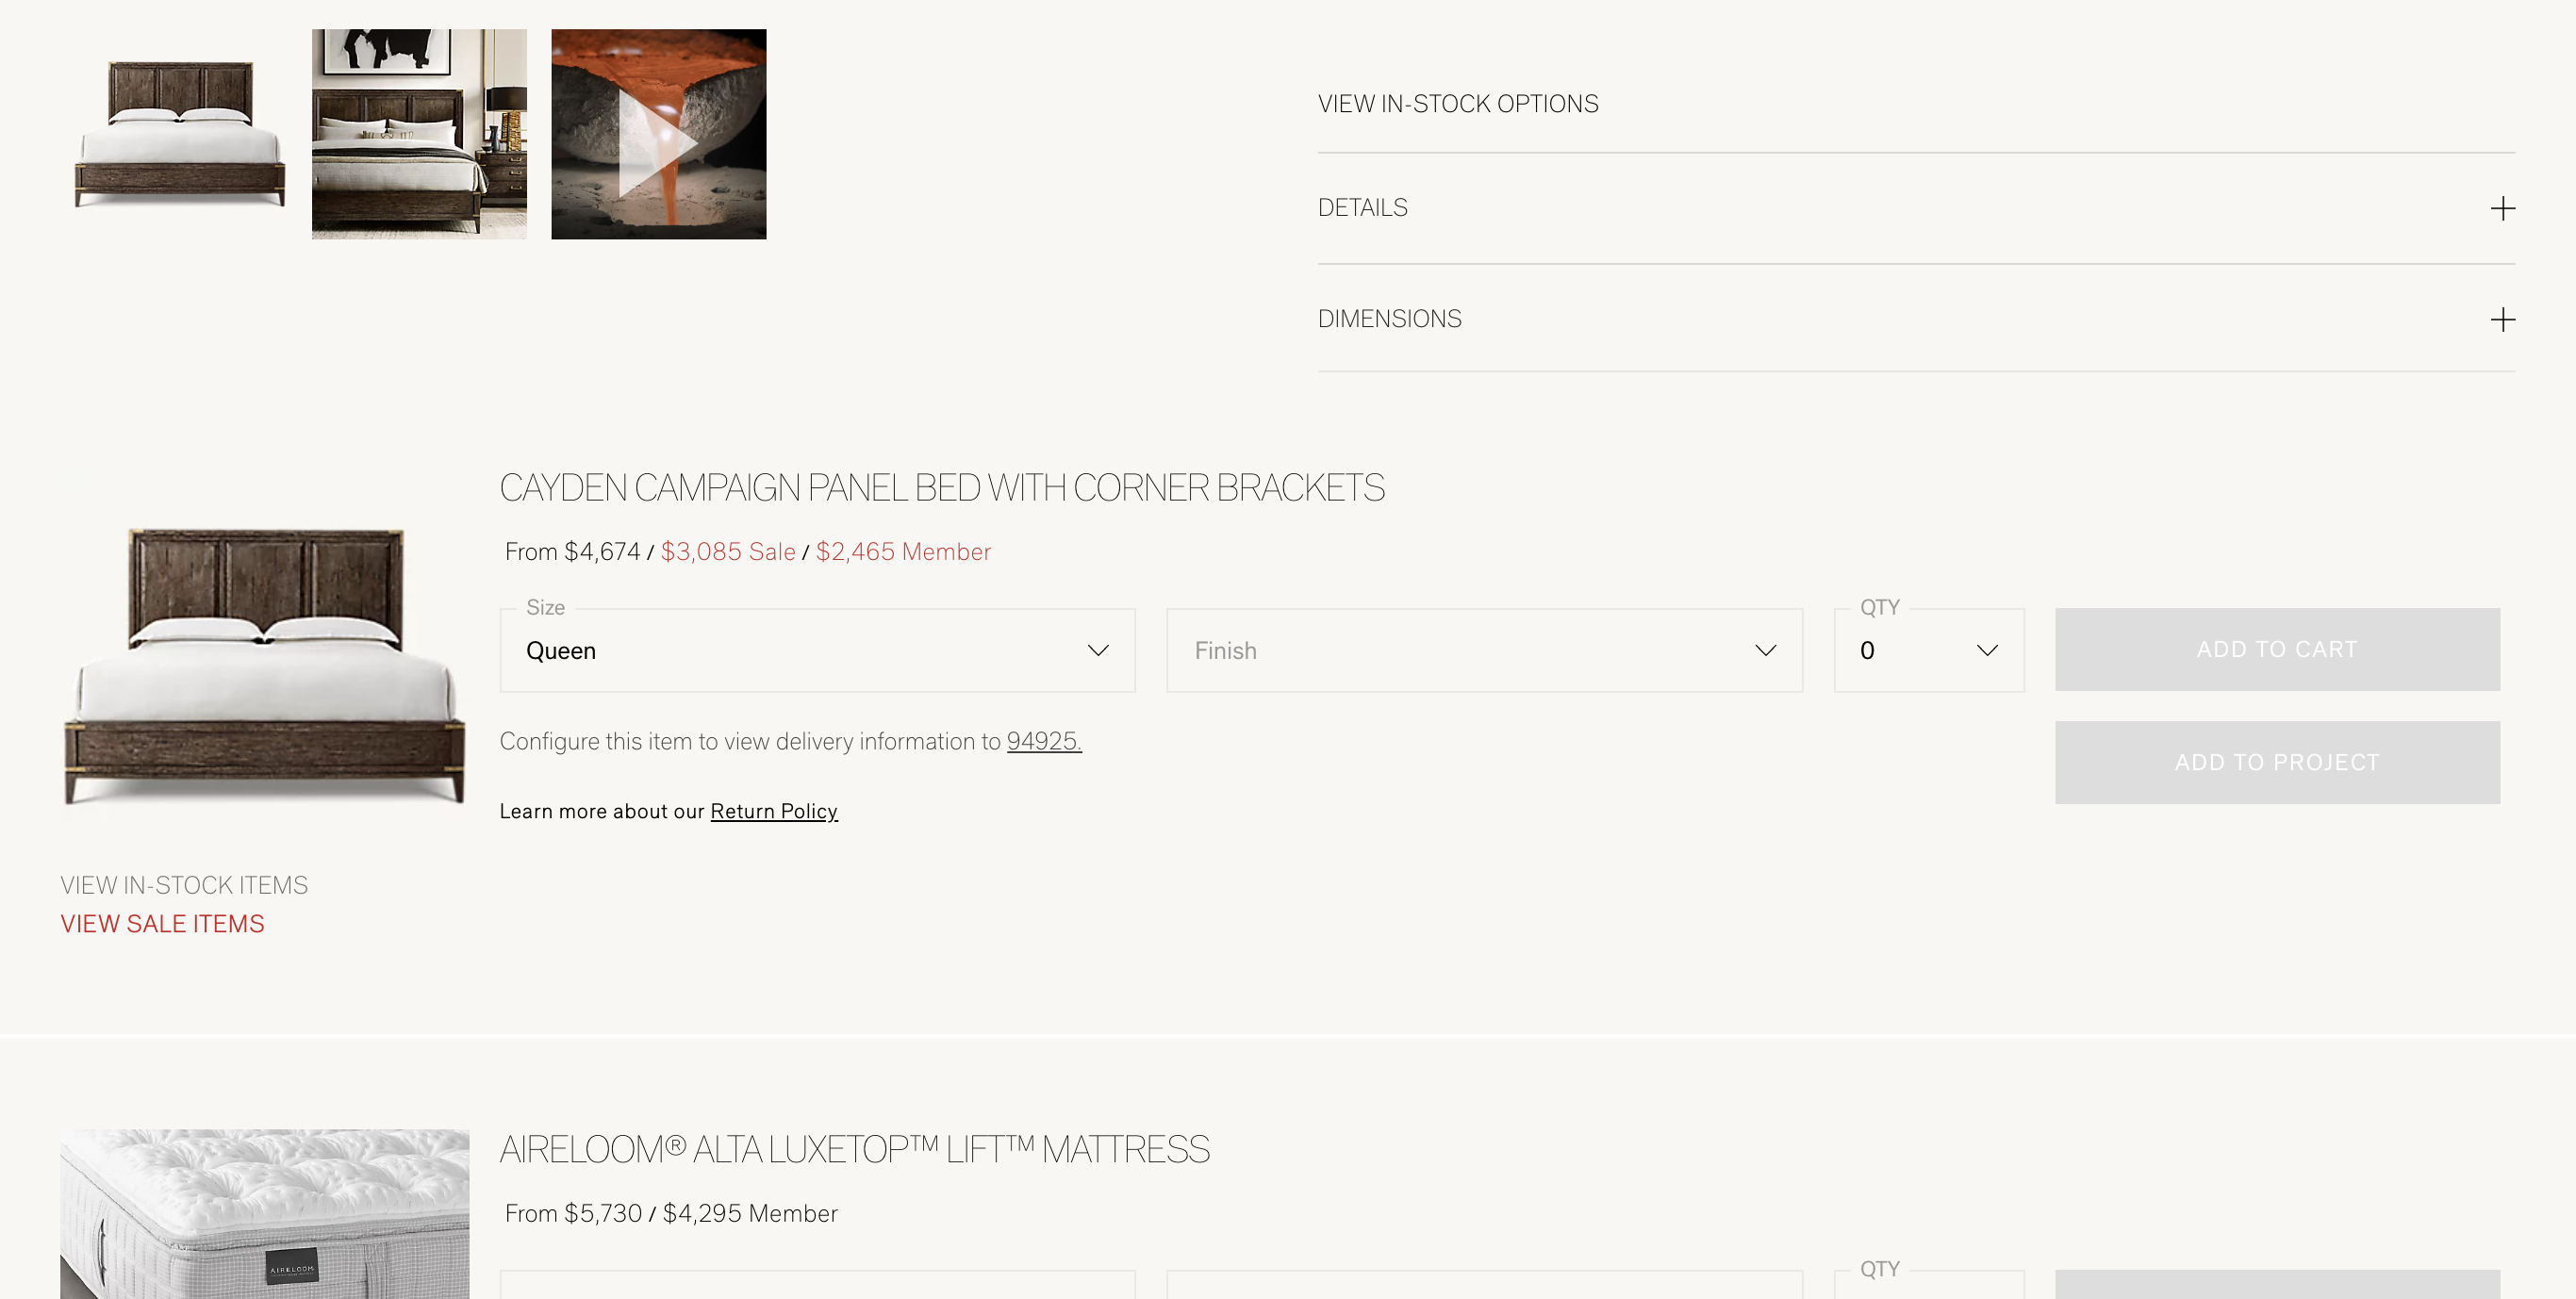 VIEW IN-STOCK OPTIONS
DETAILS
DIMENSIONS
CAYDEN CAMPAIGN PANEL BED WITH CORNER BRACKETS
From $4,674 / $3,085 Sale / $2,465 Member
Size
Queen
Finish
QTY
0
ADD TO CART
Configure this item to view delivery information to 94925.
ADD TO PROJECT
Learn more about our Return Policy
VIEW IN-STOCK ITEMS
VIEW SALE ITEMS
AIRELOOM® ALTA LUXETOP™ LIFT™ MATTRESS
From $5,730 / $4,295 Member
AIRELOOM
QTY